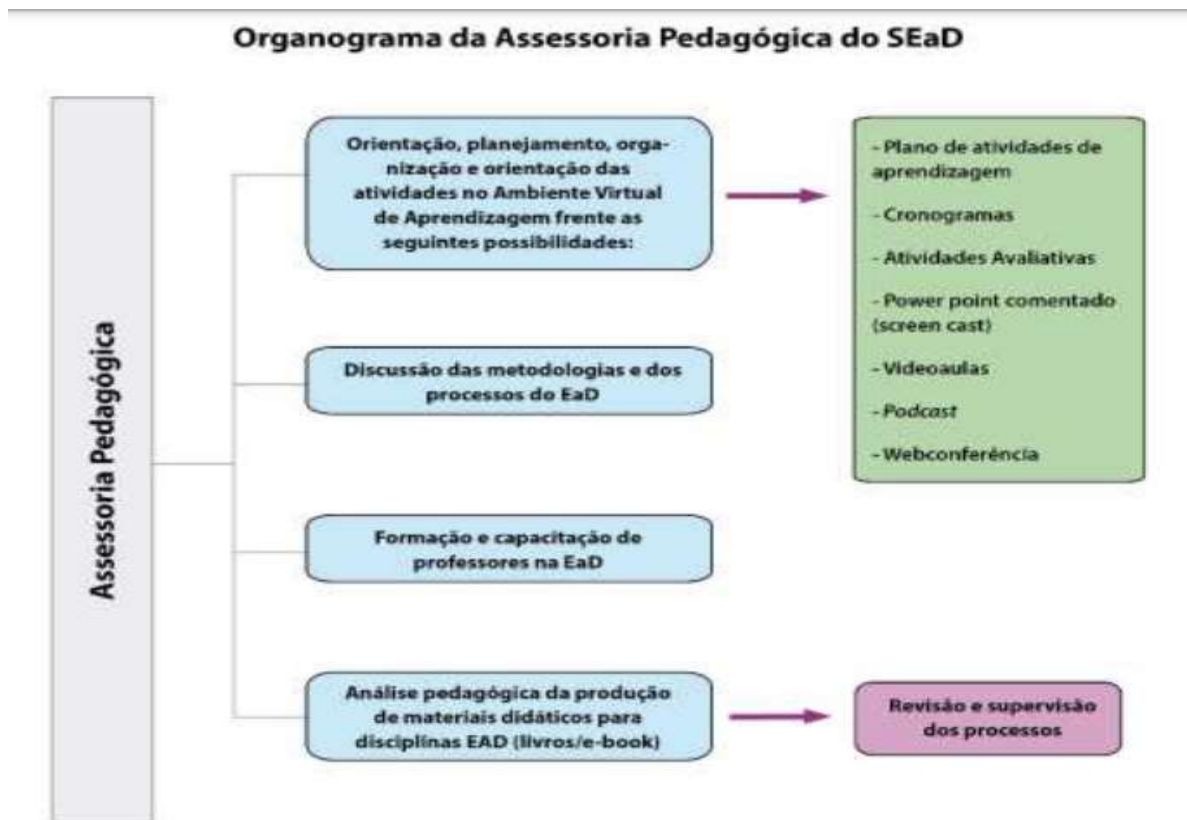 Organograma da Assessoria Pedagógica do SEaD
Assessoria Pedagógica
Orientação, planejamento, orga-
nização e orientação das
atividades no Ambiente Virtual
de Aprendizagem frente as
seguintes possibilidades:
- Plano de atividades de
aprendizagem
- Cronogramas
- Atividades Avaliativas
- Power point comentado
(screen cast)
- Videoaulas
- Podcast
- Webconferência
Discussão das metodologias e dos
processos do EaD
Formação e capacitação de
professores na EaD
Análise pedagógica da produção
de materiais didáticos para
disciplinas EAD (livros/e-book)
Revisão e supervisão
dos processos